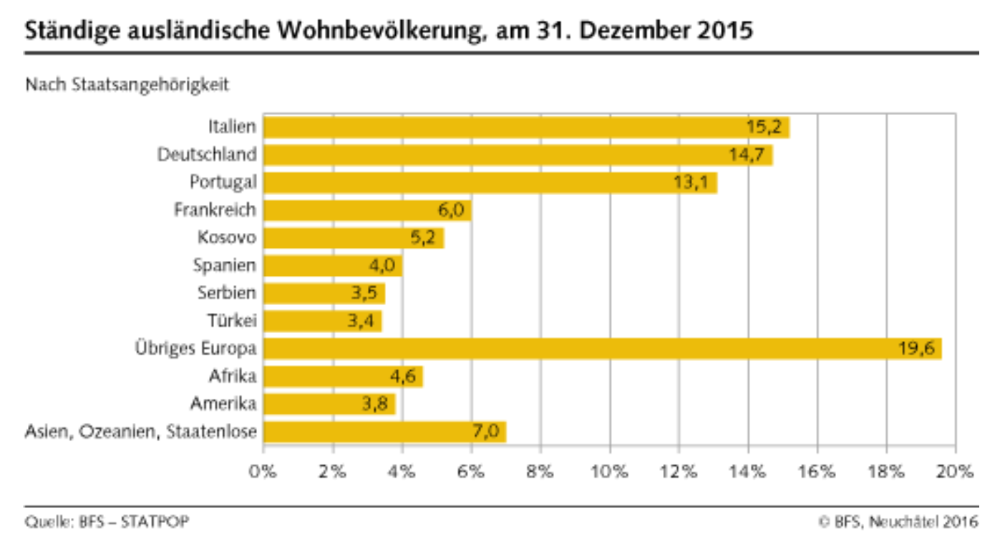 Ständige ausländische Wohnbevölkerung, am 31. Dezember 2015
Nach Staatsangehörigkeit
Italien 15,2
Deutschland 14,7
Portugal 13,1
Frankreich 6,0
Kosovo 5,2
Spanien 4,0
Serbien 3,5
Türkei 3,4
Übriges Europa 19,6
Afrika 4,6
Amerika 3,8
Asien, Ozeanien, Staatenlose 7,0
0% 2% 4% 6% 8% 10% 12% 14% 16% 18% 20%
Quelle: BFS – STATPOP © BFS, Neuchâtel 2016